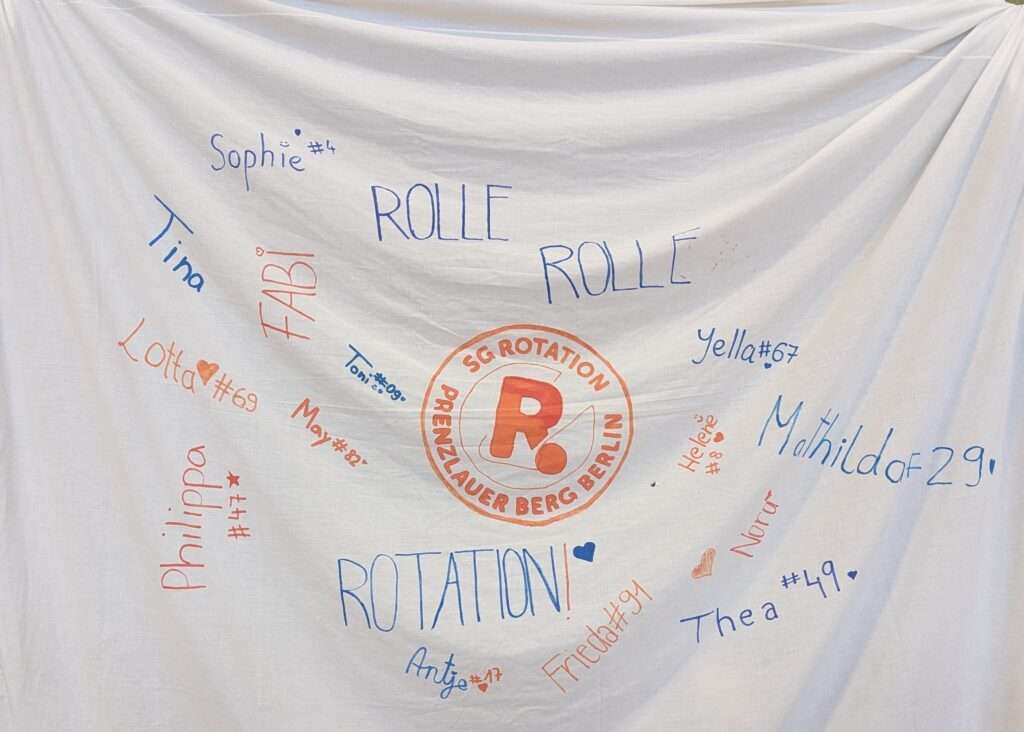 Sophie #4
ROLLE
ROLLE
Tina
FABi
Lotta #69
Toni #09
May #82
Philippa
#47
SG ROTATION
PRENZLAUER BERG BERLIN
R
Yella #67
Helene
#8
Mathilda #29
Nora
ROTATION!
Thea #49
Frieda #91
Antje #17